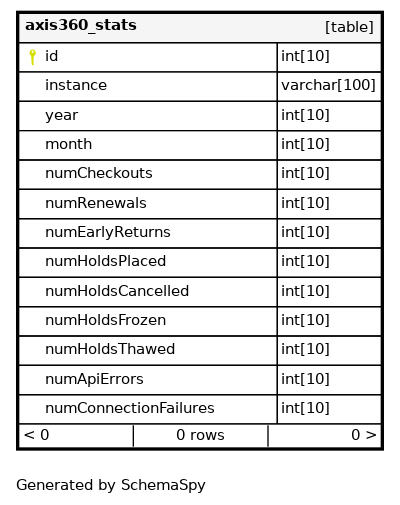 axis360_stats [table]
id int[10]
instance varchar[100]
year int[10]
month int[10]
numCheckouts int[10]
numRenewals int[10]
numEarlyReturns int[10]
numHoldsPlaced int[10]
numHoldsCancelled int[10]
numHoldsFrozen int[10]
numHoldsThawed int[10]
numApiErrors int[10]
numConnectionFailures int[10]
< 0 0 rows 0 >
Generated by SchemaSpy